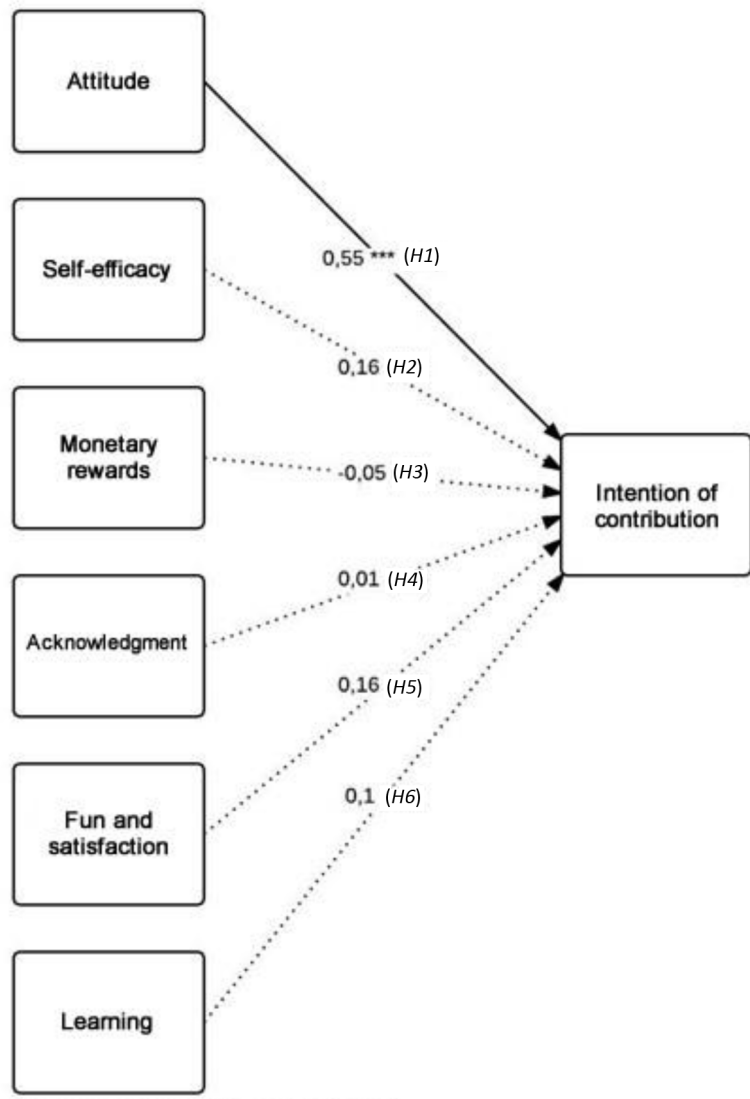 Attitude
0,55 *** (H1)
Self-efficacy
0,16 (H2)
Monetary
rewards
-0,05 (H3)
Intention of
contribution
Acknowledgment
0,01 (H4)
0,16 (H5)
Fun and
satisfaction
0,1 (H6)
Learning